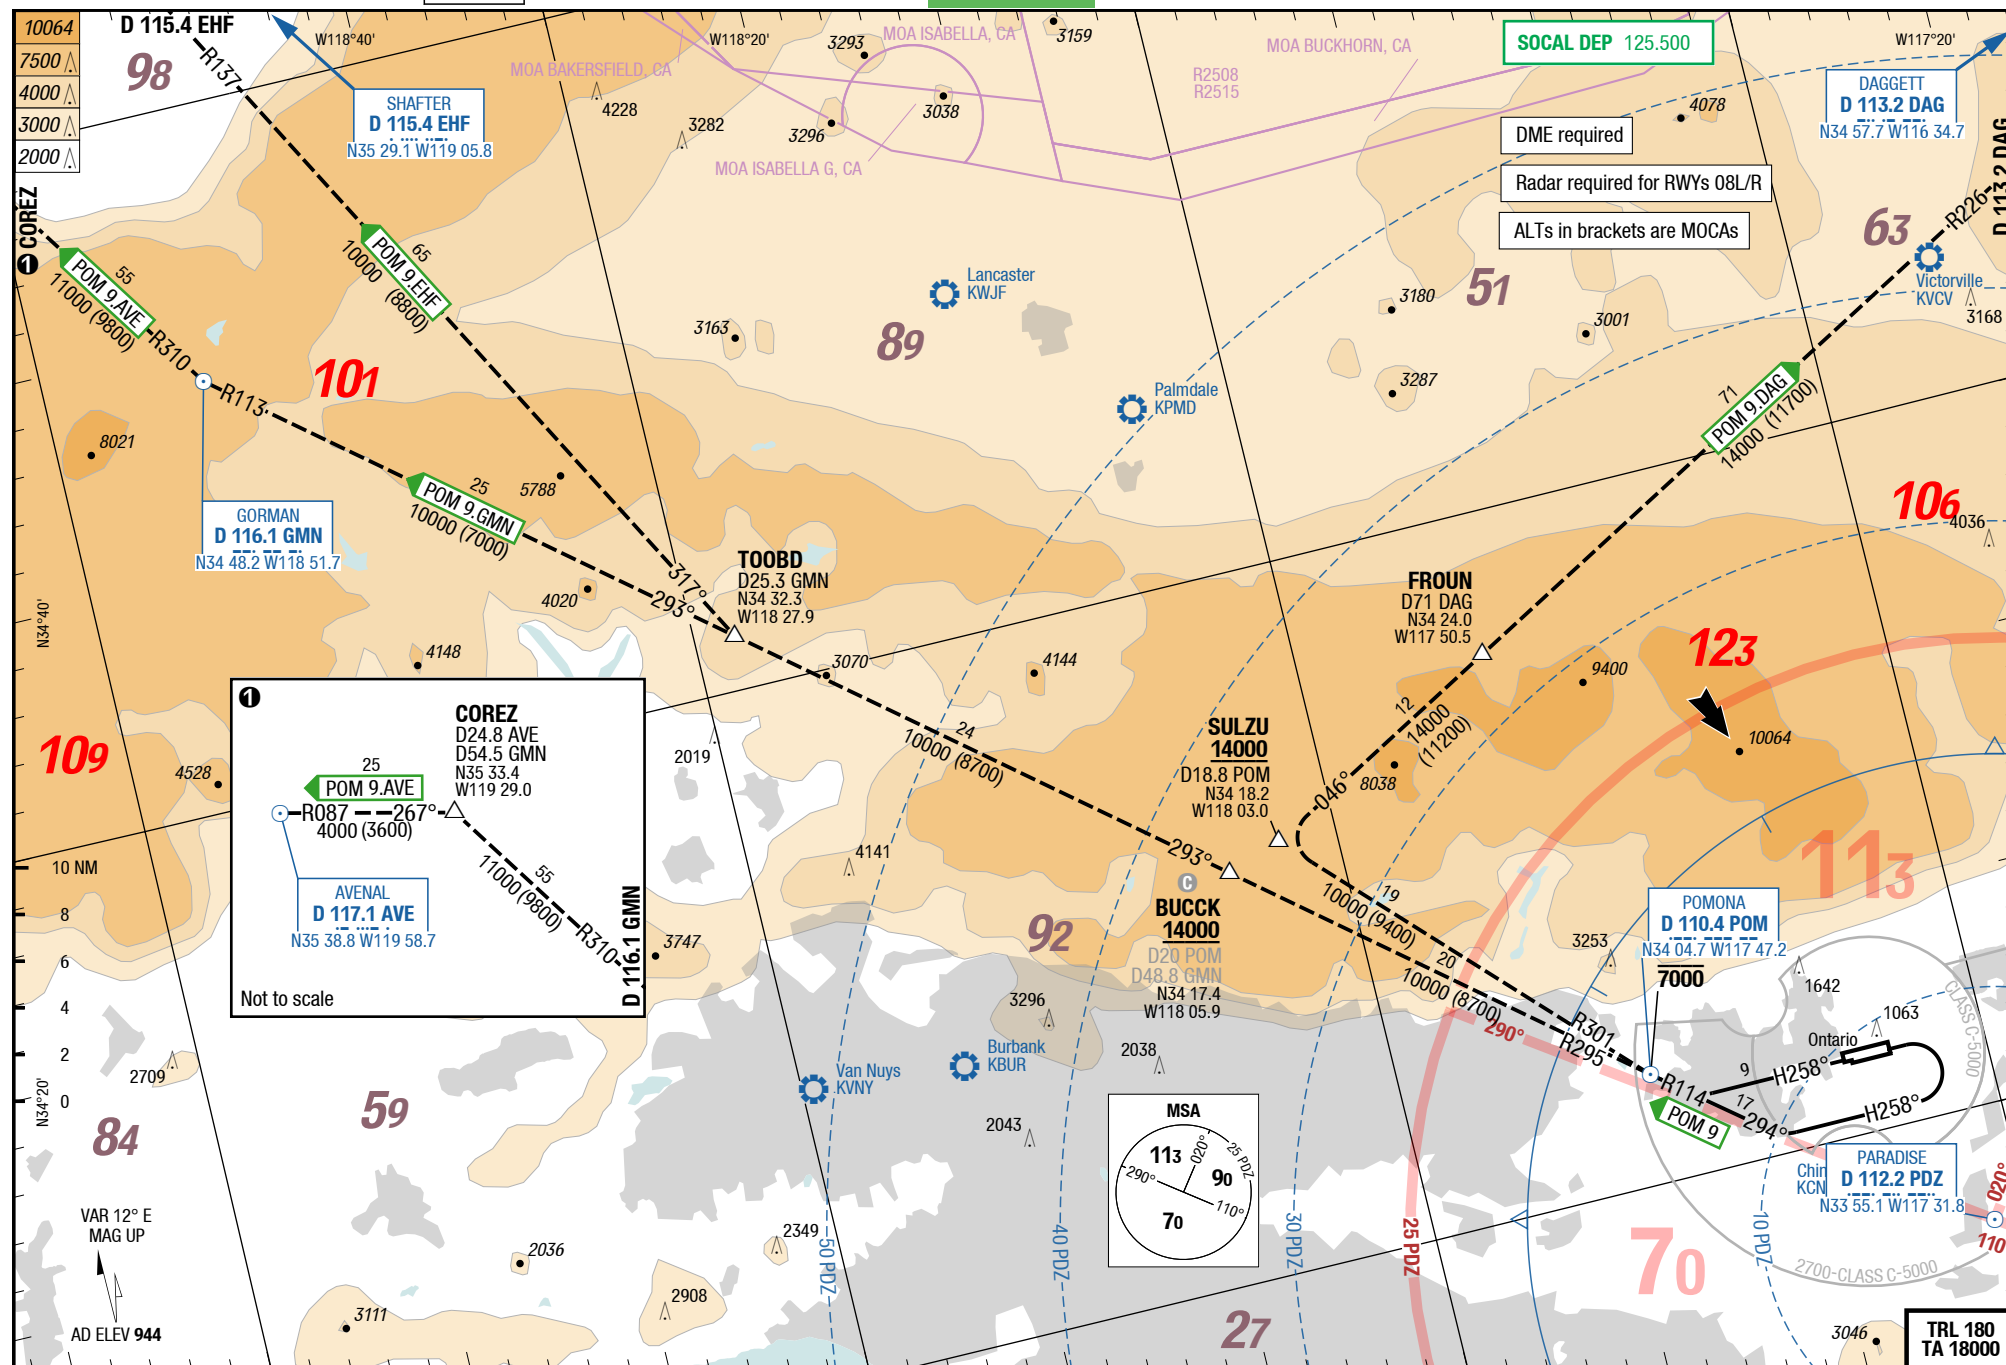 10064
7500
4000
3000
2000
D 115.4 EHF
98
R137
W118°40'
SHAFTER
D 115.4 EHF
N35 29.1 W119 05.8
MOA BAKERSFIELD, CA
4228
3282
W118°20'
3293
3296
MOA ISABELLA, CA
3038
MOA ISABELLA G, CA
3159
R2508
R2515
MOA BUCKHORN, CA
SOCAL DEP 125.500
DME required
Radar required for RWYs 08L/R
ALTs in brackets are MOCAs
4078
W117°20'
DAGGETT
D 113.2 DAG
N34 57.7 W116 34.7
D 113.2 DAG
R226
63
Victorville
KVCV
3168
COREZ
1
55
POM 9.AVE
11000 (9800)
R310
65
POM 9.EHF
10000 (8800)
101
R113
8021
GORMAN
D 116.1 GMN
N34 48.2 W118 51.7
25
POM 9.GMN
10000 (7000)
5788
3163
89
Lancaster
KWJF
Palmdale
KPMD
3180
51
3001
3287
71
POM 9.DAG
14000 (11700)
106
4036
N34°40'
4020
4148
317°
293°
TOOBD
D25.3 GMN
N34 32.3
W118 27.9
3070
4144
FROUN
D71 DAG
N34 24.0
W117 50.5
9400
123
10064
12
14000
(11200)
8038
046°
109
4528
1
COREZ
D24.8 AVE
D54.5 GMN
N35 33.4
W119 29.0
25
POM 9.AVE
R087
267°
4000 (3600)
AVENAL
D 117.1 AVE
N35 38.8 W119 58.7
55
11000 (9800)
R310
D 116.1 GMN
Not to scale
2019
24
10000 (8700)
SULZU
14000
D18.8 POM
N34 18.2
W118 03.0
4141
293°
C
BUCCK
14000
D20 POM
D48.8 GMN
N34 17.4
W118 05.9
92
19
10000 (9400)
20
10000 (8700)
290°
R301
R295
113
3253
POMONA
D 110.4 POM
N34 04.7 W117 47.2
7000
1642
1063
CLASS C-5000
Ontario
10 NM
8
6
4
2
0
3747
3296
2038
2709
N34°20'
59
84
Van Nuys
KVNY
Burbank
KBUR
2043
MSA
113
020°
25 PDZ
290°
90
110°
70
9
H258°
R114
17
294°
H258°
POM 9
Chin
KCN
PARADISE
D 112.2 PDZ
N33 55.1 W117 31.8
020°
110
VAR 12° E
MAG UP
AD ELEV 944
2036
3111
2349
2908
50 PDZ
40 PDZ
30 PDZ
25 PDZ
10 PDZ
27
70
2700-CLASS C-5000
3046
TRL 180
TA 18000